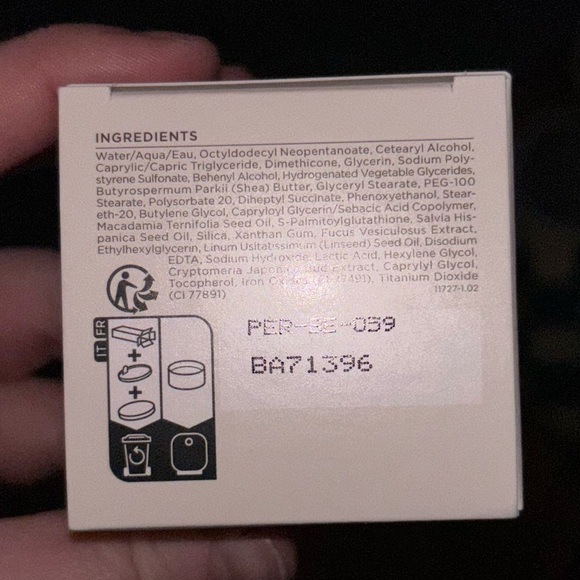 INGREDIENTS
Water/Aqua/Eau, Octyldodecyl Neopentanoate, Cetearyl Alcohol,
Caprylic/Capric Triglyceride, Dimethicone, Glycerin, Sodium Poly-
styrene Sulfonate, Behenyl Alcohol, Hydrogenated Vegetable Glycerides,
Butyrospermum Parkii (Shea) Butter, Glyceryl Stearate, PEG-100
Stearate, Polysorbate 20, Diheptyl Succinate, Phenoxyethanol, Stear-
eth-20, Butylene Glycol, Capryloyl Glycerin/Sebacic Acid Copolymer,
Macadamia Ternifolia Seed Oil, S-Palmitoylglutathione, Salvia His-
panica Seed Oil, Silica, Xanthan Gum, Fucus Vesiculosus Extract,
Ethylhexylglycerin, Linum Usitatissimum (Linseed) Seed Oil, Disodium
EDTA, Sodium Hydroxide, Lactic Acid, Hexylene Glycol,
Cryptomeria Japonica Bud Extract, Caprylyl Glycol,
Tocopherol, Iron Oxides (CI 77491), Titanium Dioxide
(CI 77891) 11727-1.02
IT FR
PER- -039
BA71396